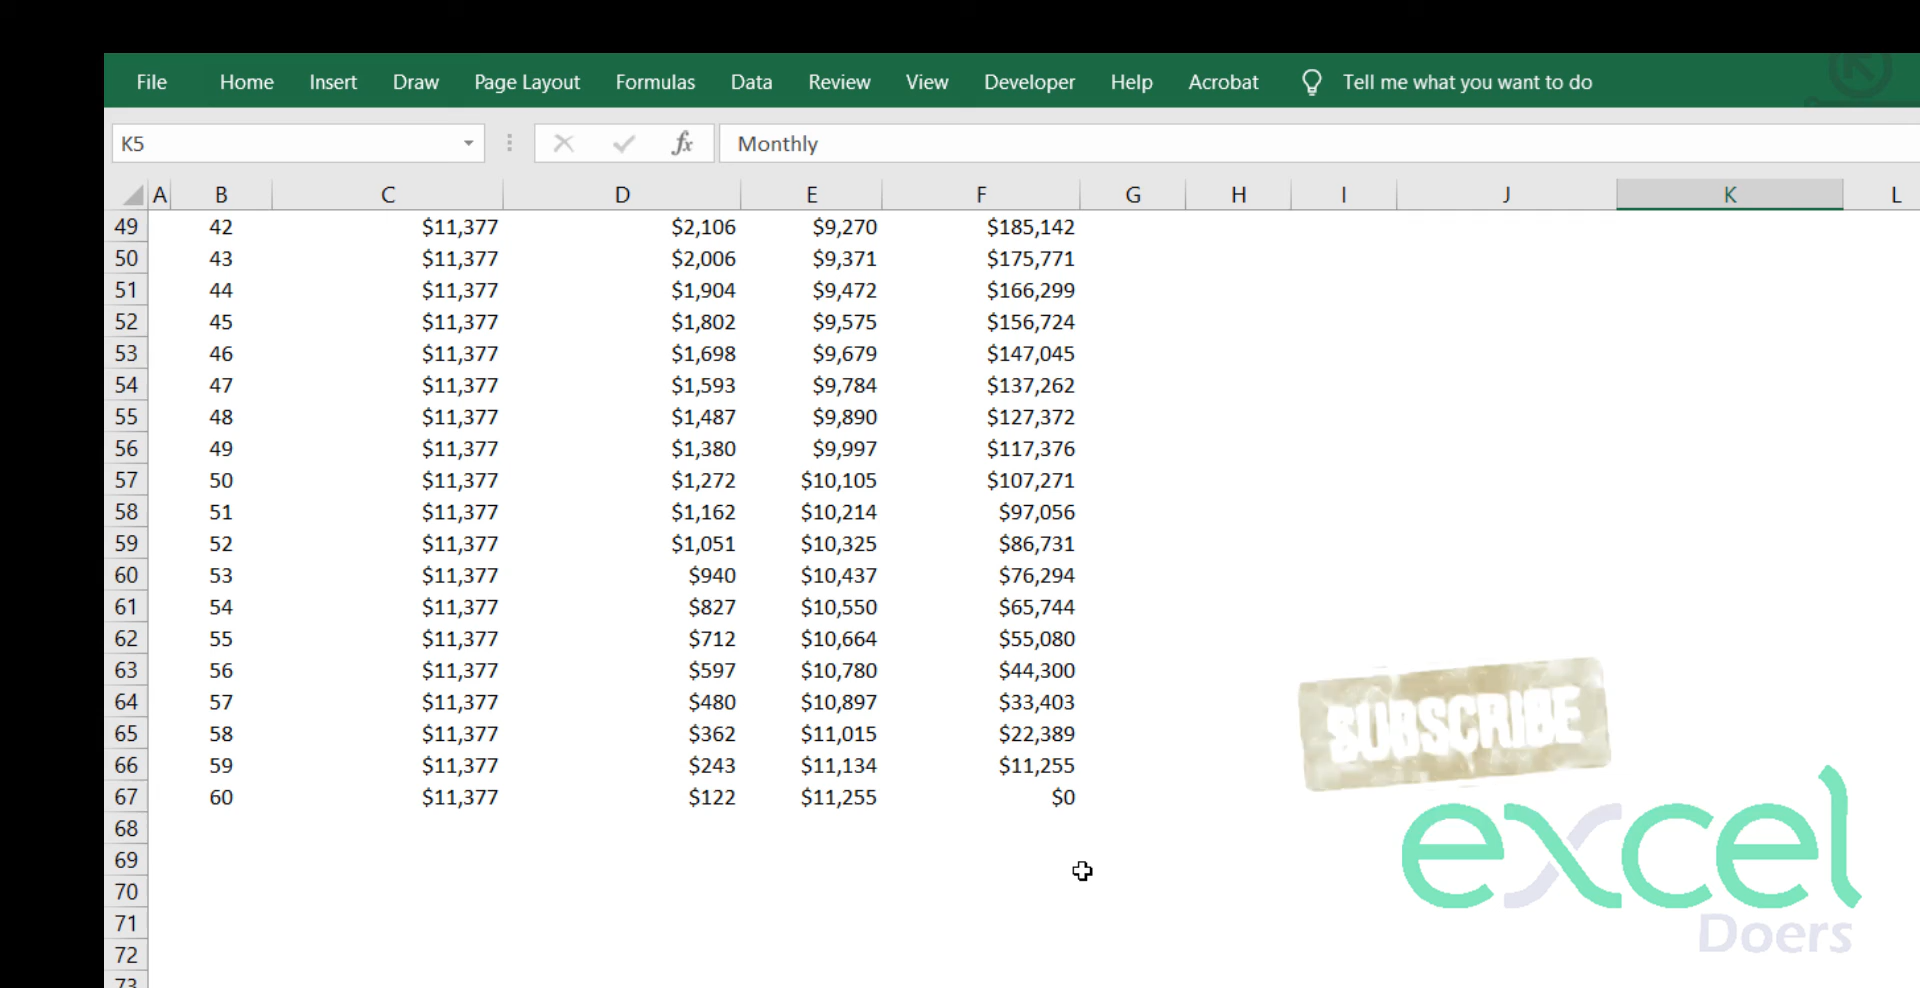 File Home Insert Draw Page Layout Formulas Data Review View Developer Help Acrobat Tell me what you want to do
K5 fx Monthly
A B C D E F G H I J K L
49 42 $11,377 $2,106 $9,270 $185,142
50 43 $11,377 $2,006 $9,371 $175,771
51 44 $11,377 $1,904 $9,472 $166,299
52 45 $11,377 $1,802 $9,575 $156,724
53 46 $11,377 $1,698 $9,679 $147,045
54 47 $11,377 $1,593 $9,784 $137,262
55 48 $11,377 $1,487 $9,890 $127,372
56 49 $11,377 $1,380 $9,997 $117,376
57 50 $11,377 $1,272 $10,105 $107,271
58 51 $11,377 $1,162 $10,214 $97,056
59 52 $11,377 $1,051 $10,325 $86,731
60 53 $11,377 $940 $10,437 $76,294
61 54 $11,377 $827 $10,550 $65,744
62 55 $11,377 $712 $10,664 $55,080
63 56 $11,377 $597 $10,780 $44,300
64 57 $11,377 $480 $10,897 $33,403
65 58 $11,377 $362 $11,015 $22,389
66 59 $11,377 $243 $11,134 $11,255
67 60 $11,377 $122 $11,255 $0
68
69
70
71
72
73
SUBSCRIBE
excel
Doers